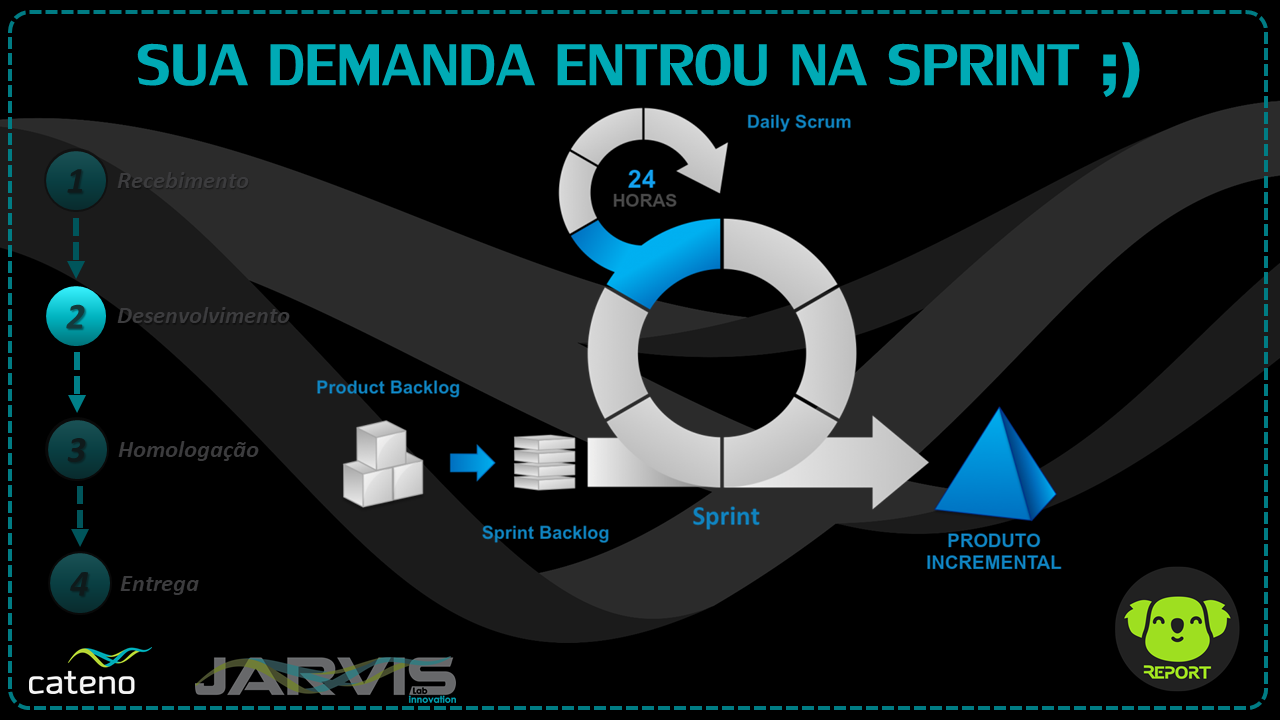 SUA DEMANDA ENTROU NA SPRINT ;)
Daily Scrum
24
HORAS
1 Recebimento
2 Desenvolvimento
3 Homologação
4 Entrega
Product Backlog
Sprint Backlog
Sprint
PRODUTO
INCREMENTAL
cateno
JARVIS
Lab
innovation
REPORT